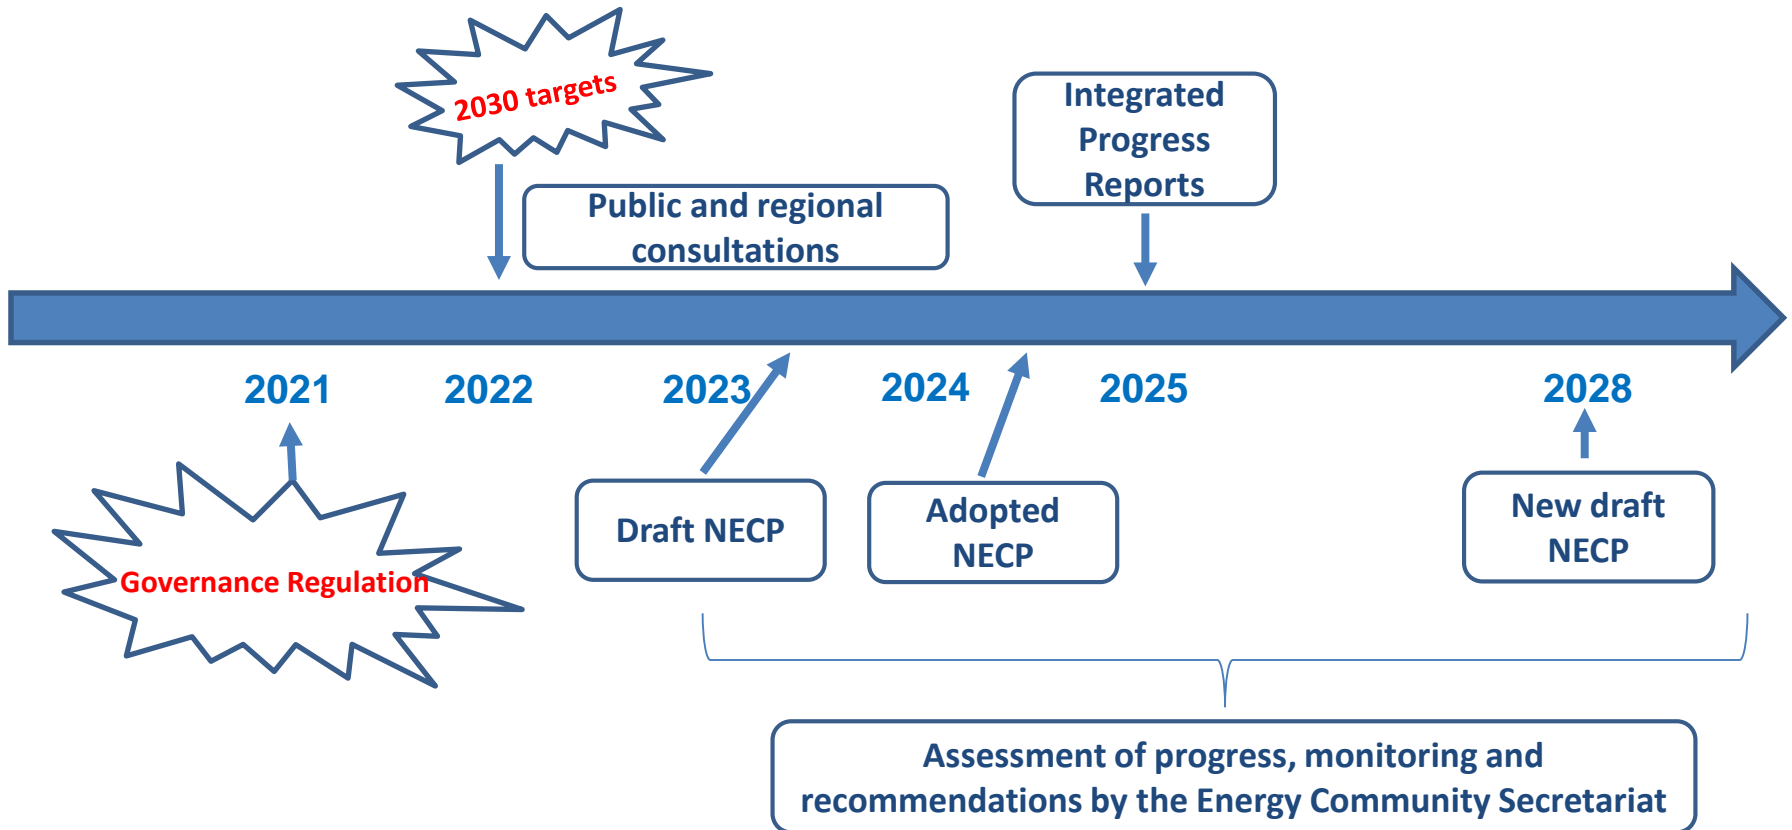 2030 targets
Integrated
Progress
Reports
Public and regional
consultations
2021
2022
2023
2024
2025
2028
Draft NECP
Adopted
NECP
New draft
NECP
Governance Regulation
Assessment of progress, monitoring and
recommendations by the Energy Community Secretariat